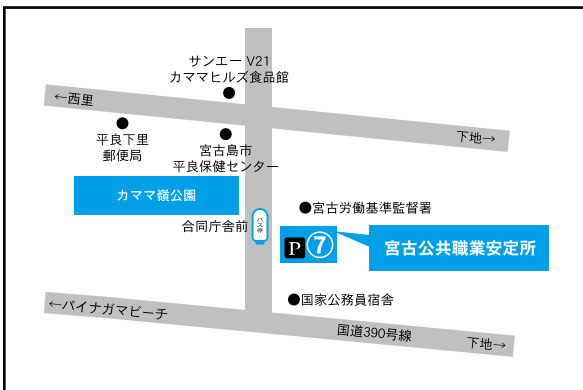 サンエー V21
カママヒルズ食品館
←西里
下地→
平良下里
郵便局
宮古島市
平良保健センター
カママ嶺公園
バス停
合同庁舎前
宮古労働基準監督署
P ⑦
宮古公共職業安定所
国家公務員宿舎
←パイナガマビーチ
国道390号線
下地→